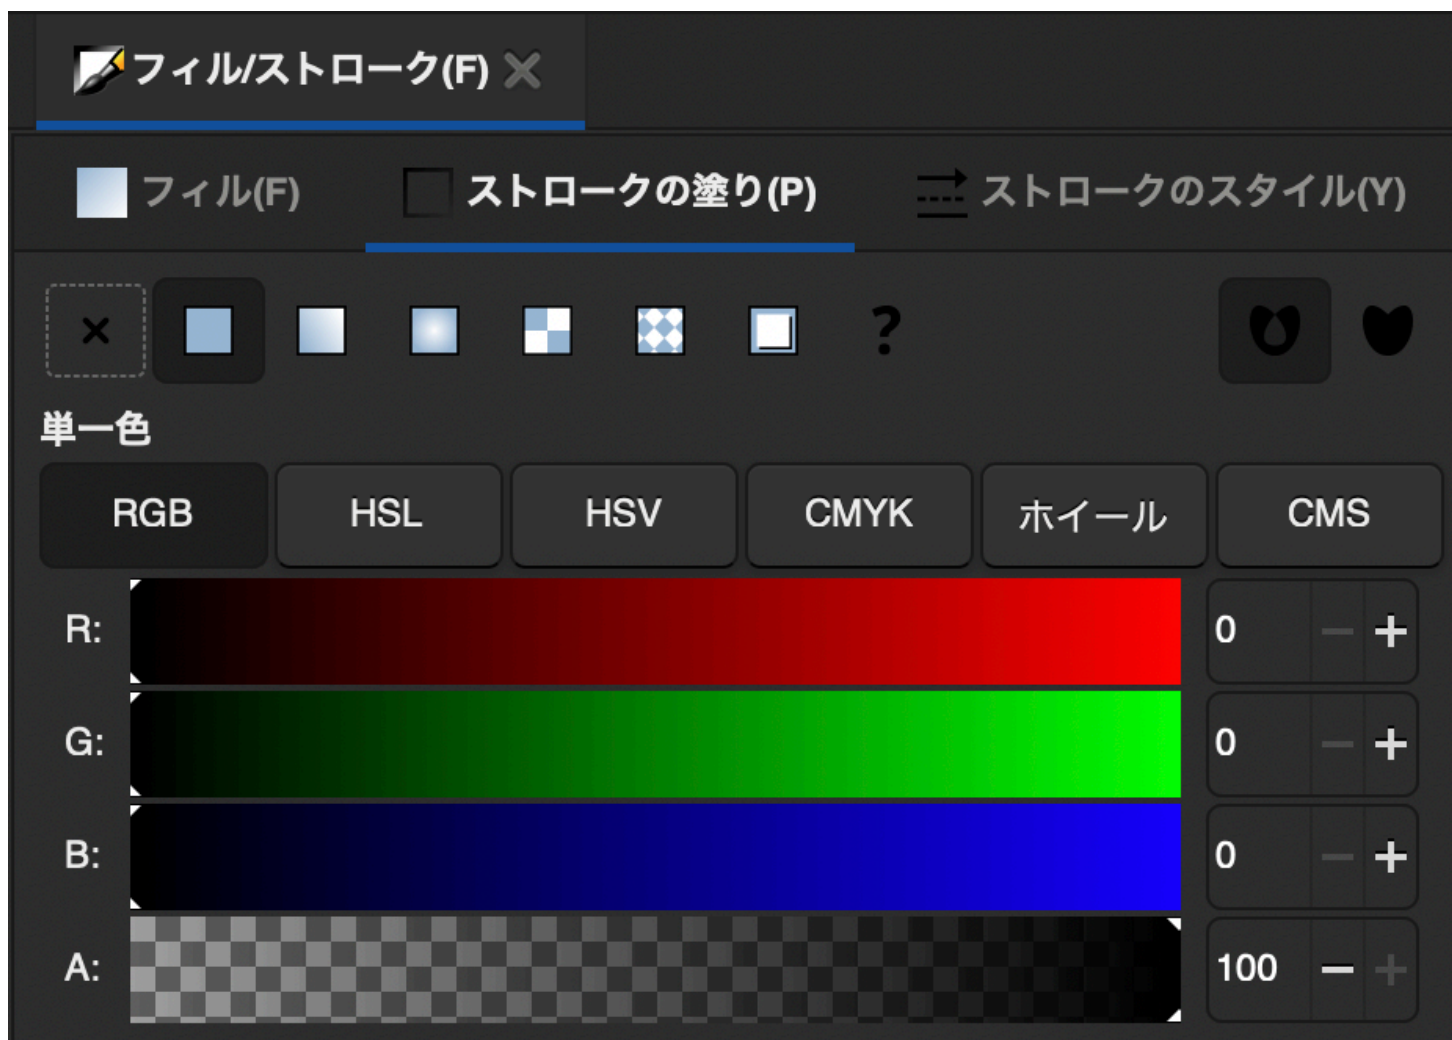 フィル/ストローク(F)
フィル(F) ストロークの塗り(P) ストロークのスタイル(Y)
?
単一色
RGB HSL HSV CMYK ホイール CMS
R: 0 − +
G: 0 − +
B: 0 − +
A: 100 − +